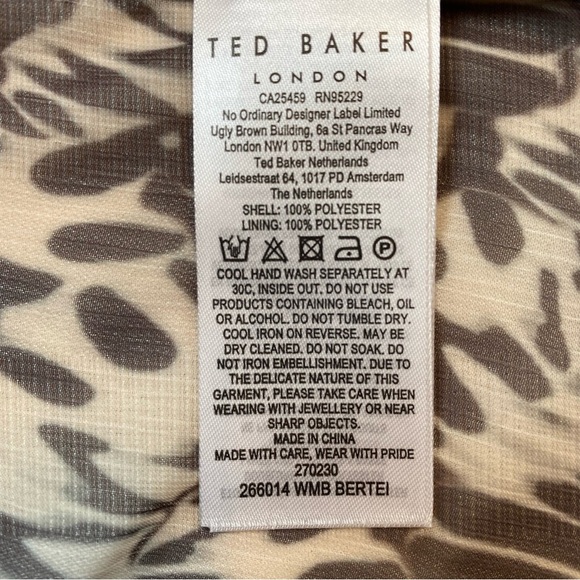 TED BAKER
LONDON
CA25459 RN95229
No Ordinary Designer Label Limited
Ugly Brown Building, 6a St Pancras Way
London NW1 0TB. United Kingdom
Ted Baker Netherlands
Leidsestraat 64, 1017 PD Amsterdam
The Netherlands
SHELL: 100% POLYESTER
LINING: 100% POLYESTER
P
COOL HAND WASH SEPARATELY AT
30C, INSIDE OUT. DO NOT USE
PRODUCTS CONTAINING BLEACH, OIL
OR ALCOHOL. DO NOT TUMBLE DRY.
COOL IRON ON REVERSE. MAY BE
DRY CLEANED. DO NOT SOAK. DO
NOT IRON EMBELLISHMENT. DUE TO
THE DELICATE NATURE OF THIS
GARMENT, PLEASE TAKE CARE WHEN
WEARING WITH JEWELLERY OR NEAR
SHARP OBJECTS.
MADE IN CHINA
MADE WITH CARE, WEAR WITH PRIDE
270230
266014 WMB BERTEI